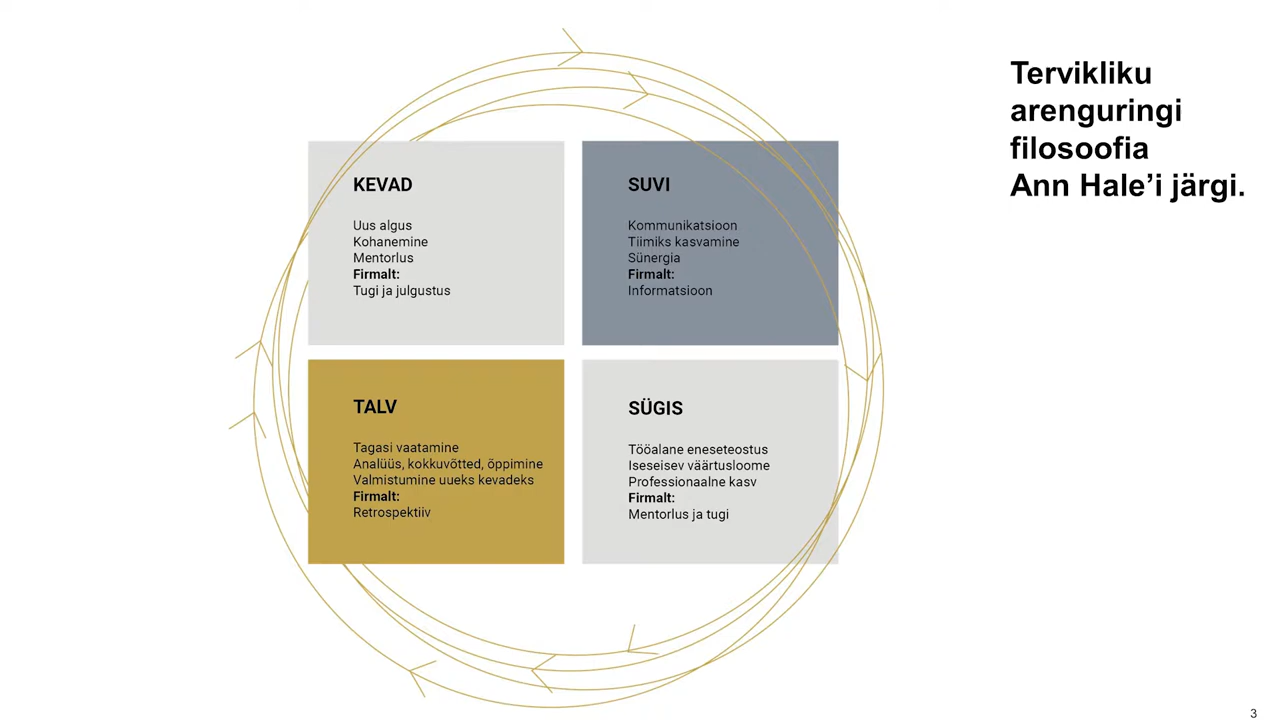 Tervikliku
arenguringi
filosoofia
Ann Hale’i järgi.
KEVAD
Uus algus
Kohanemine
Mentorlus
Firmalt:
Tugi ja julgustus
SUVI
Kommunikatsioon
Tiimiks kasvamine
Sünergia
Firmalt:
Informatsioon
TALV
Tagasi vaatamine
Analüüs, kokkuvõtted, õppimine
Valmistumine uueks kevadeks
Firmalt:
Retrospektiiv
SÜGIS
Tööalane eneseteostus
Iseseisev väärtusloome
Professionaalne kasv
Firmalt:
Mentorlus ja tugi
3